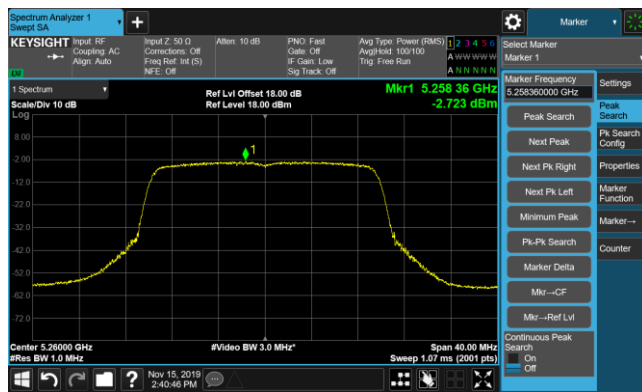 Spectrum Analyzer 1
Swept SA
Marker
KEYSIGHT
Input: RF
Coupling: AC
Align: Auto
Input Z: 50 Ω
Corrections: Off
Freq Ref: Int (S)
NFE: Off
Atten: 10 dB
PNO: Fast
Gate: Off
IF Gain: Low
Sig Track: Off
Avg Type: Power (RMS)
Avg|Hold: 100/100
Trig: Free Run
1 2 3 4 5 6
A W W W W W
A N N N N N
Select Marker
Marker 1
1 Spectrum
Scale/Div 10 dB
Log
Ref Lvl Offset 18.00 dB
Ref Level 18.00 dBm
Mkr1 5.258 36 GHz
-2.723 dBm
8.00
-2.00
-12.0
-22.0
-32.0
-42.0
-52.0
-62.0
-72.0
1
Center 5.26000 GHz
#Res BW 1.0 MHz
#Video BW 3.0 MHz*
Span 40.00 MHz
Sweep 1.07 ms (2001 pts)
Marker Frequency
5.258360000 GHz
Peak Search
Next Peak
Next Pk Right
Next Pk Left
Minimum Peak
Pk-Pk Search
Marker Delta
Mkr→CF
Mkr→Ref Lvl
Continuous Peak
Search
On
Off
Settings
Peak
Search
Pk Search
Config
Properties
Marker
Function
Marker→
Counter
?
Nov 15, 2019
2:40:46 PM